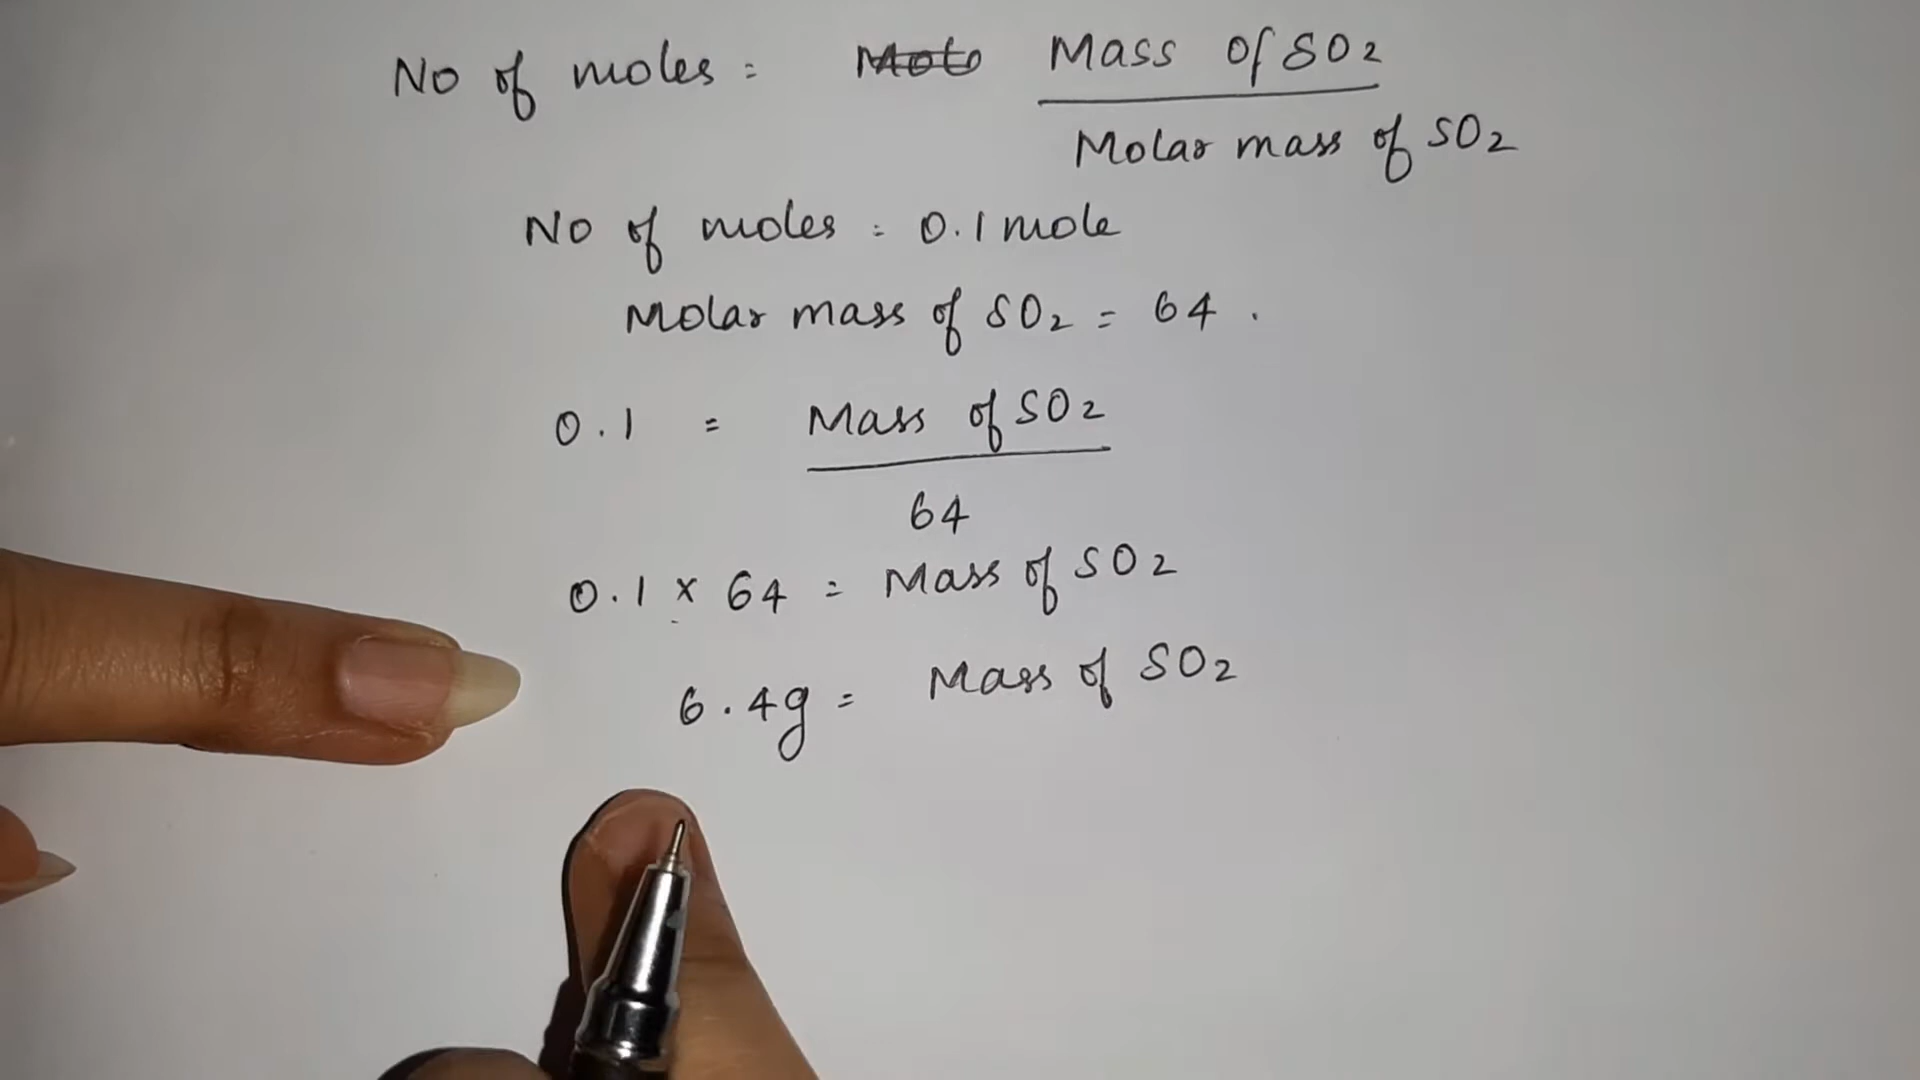 No of moles = Mass of SO2
Molar mass of SO2
No of moles = 0.1 mole
Molar mass of SO2 = 64.
0.1 = Mass of SO2
64
0.1 x 64 = Mass of SO2
6.4g = Mass of SO2